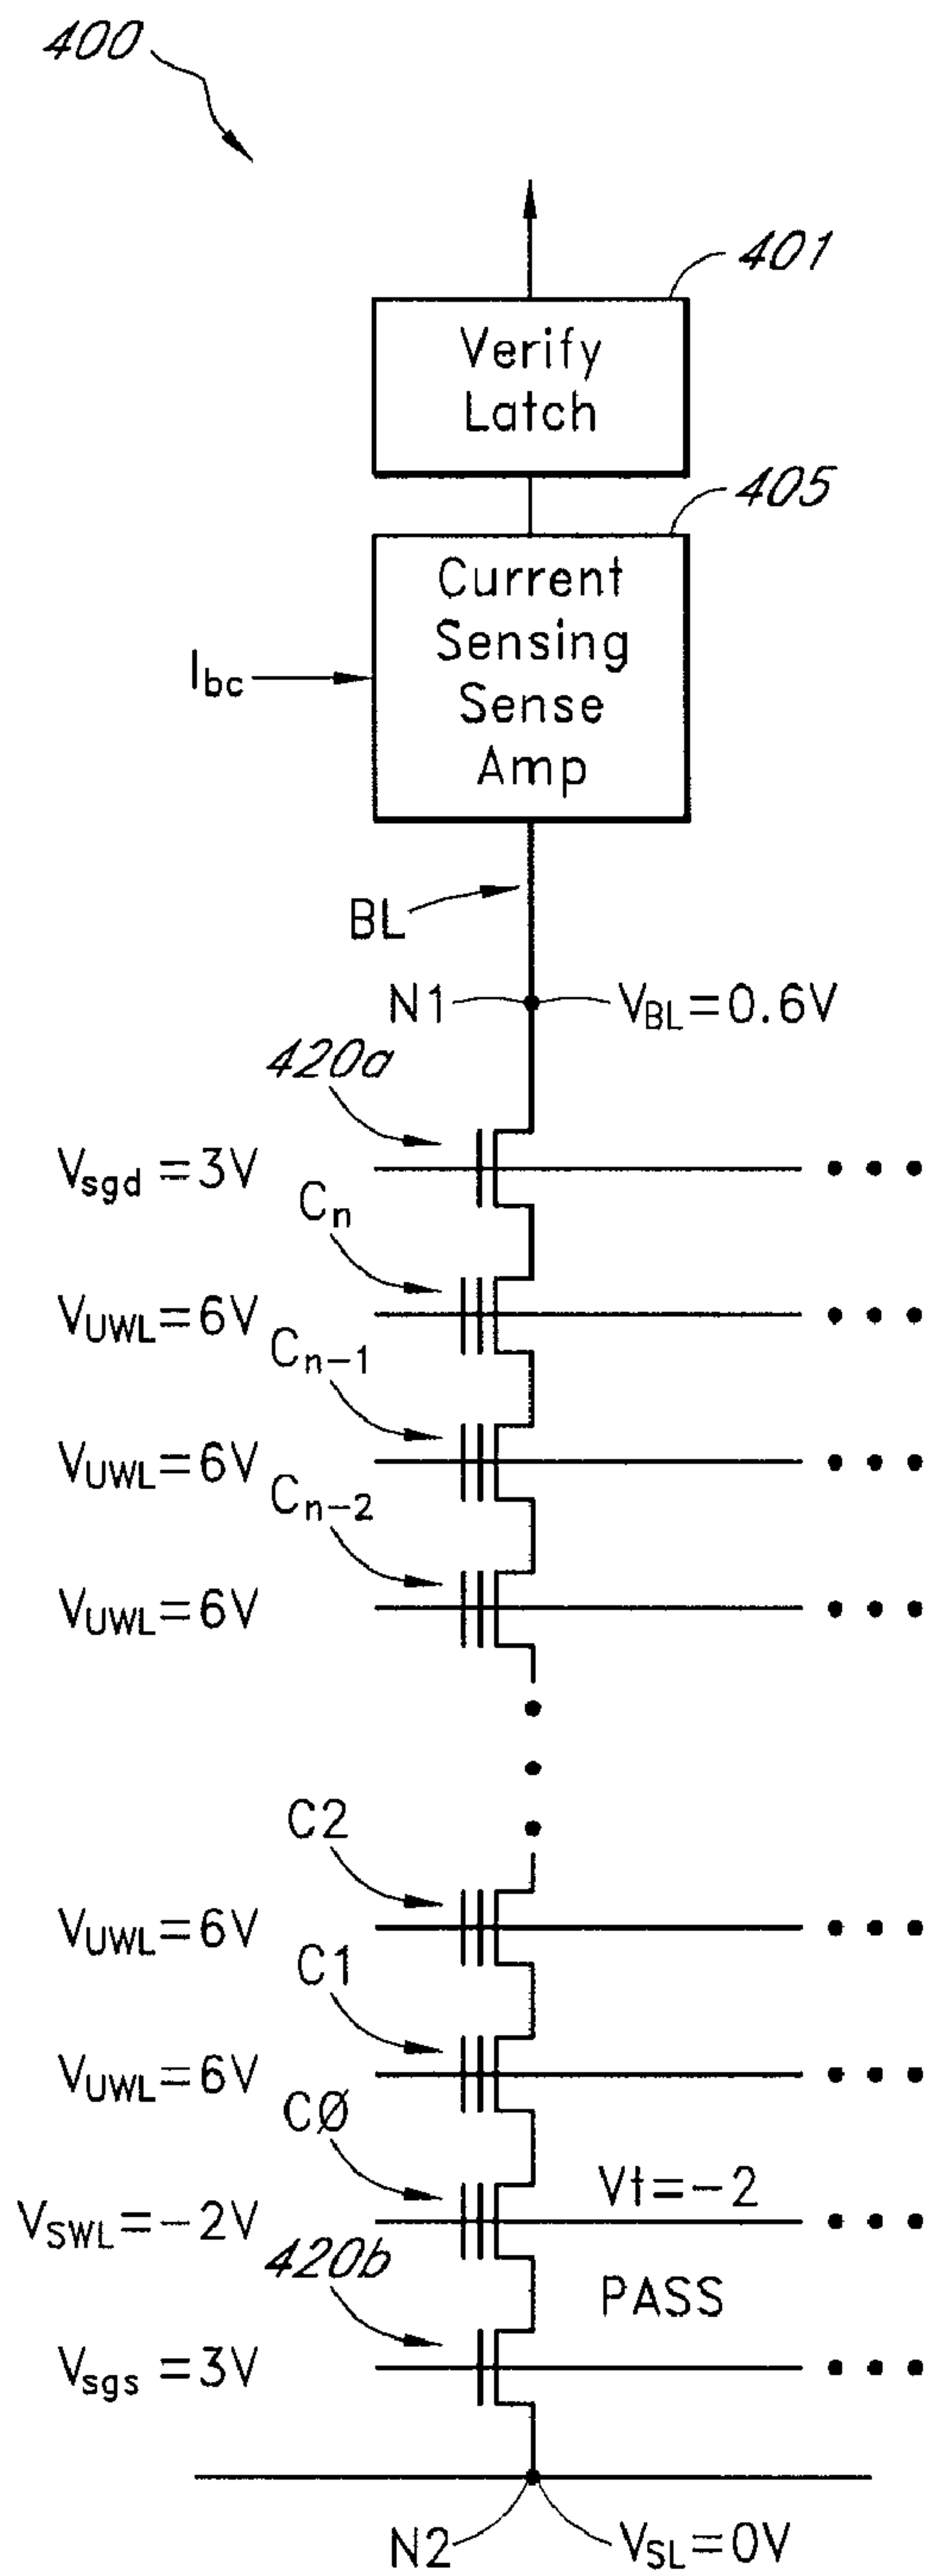 400
401
Verify
Latch
405
Current
Sensing
Sense
Amp
Ibc
BL
N1
VBL=0.6V
420a
Vsgd=3V
Cn
VUWL=6V
Cn-1
VUWL=6V
Cn-2
VUWL=6V
C2
VUWL=6V
C1
VUWL=6V
CØ
Vt=-2
VSWL=-2V
420b
PASS
Vsgs=3V
N2
VSL=0V